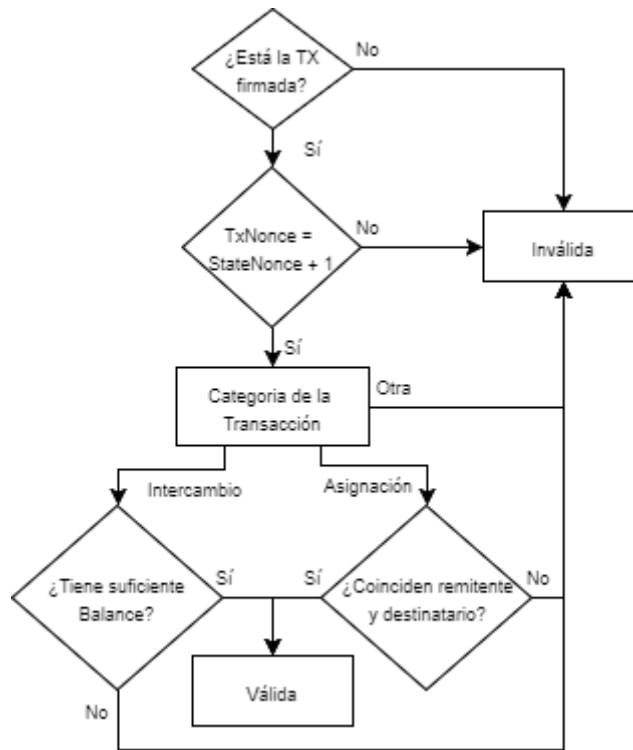 ¿Está la TX
firmada?
No
Sí
TxNonce =
StateNonce + 1
No
Inválida
Sí
Categoria de la
Transacción
Otra
Intercambio
Asignación
¿Tiene suficiente
Balance?
Sí
Sí
¿Coinciden remitente
y destinatario?
No
Válida
No